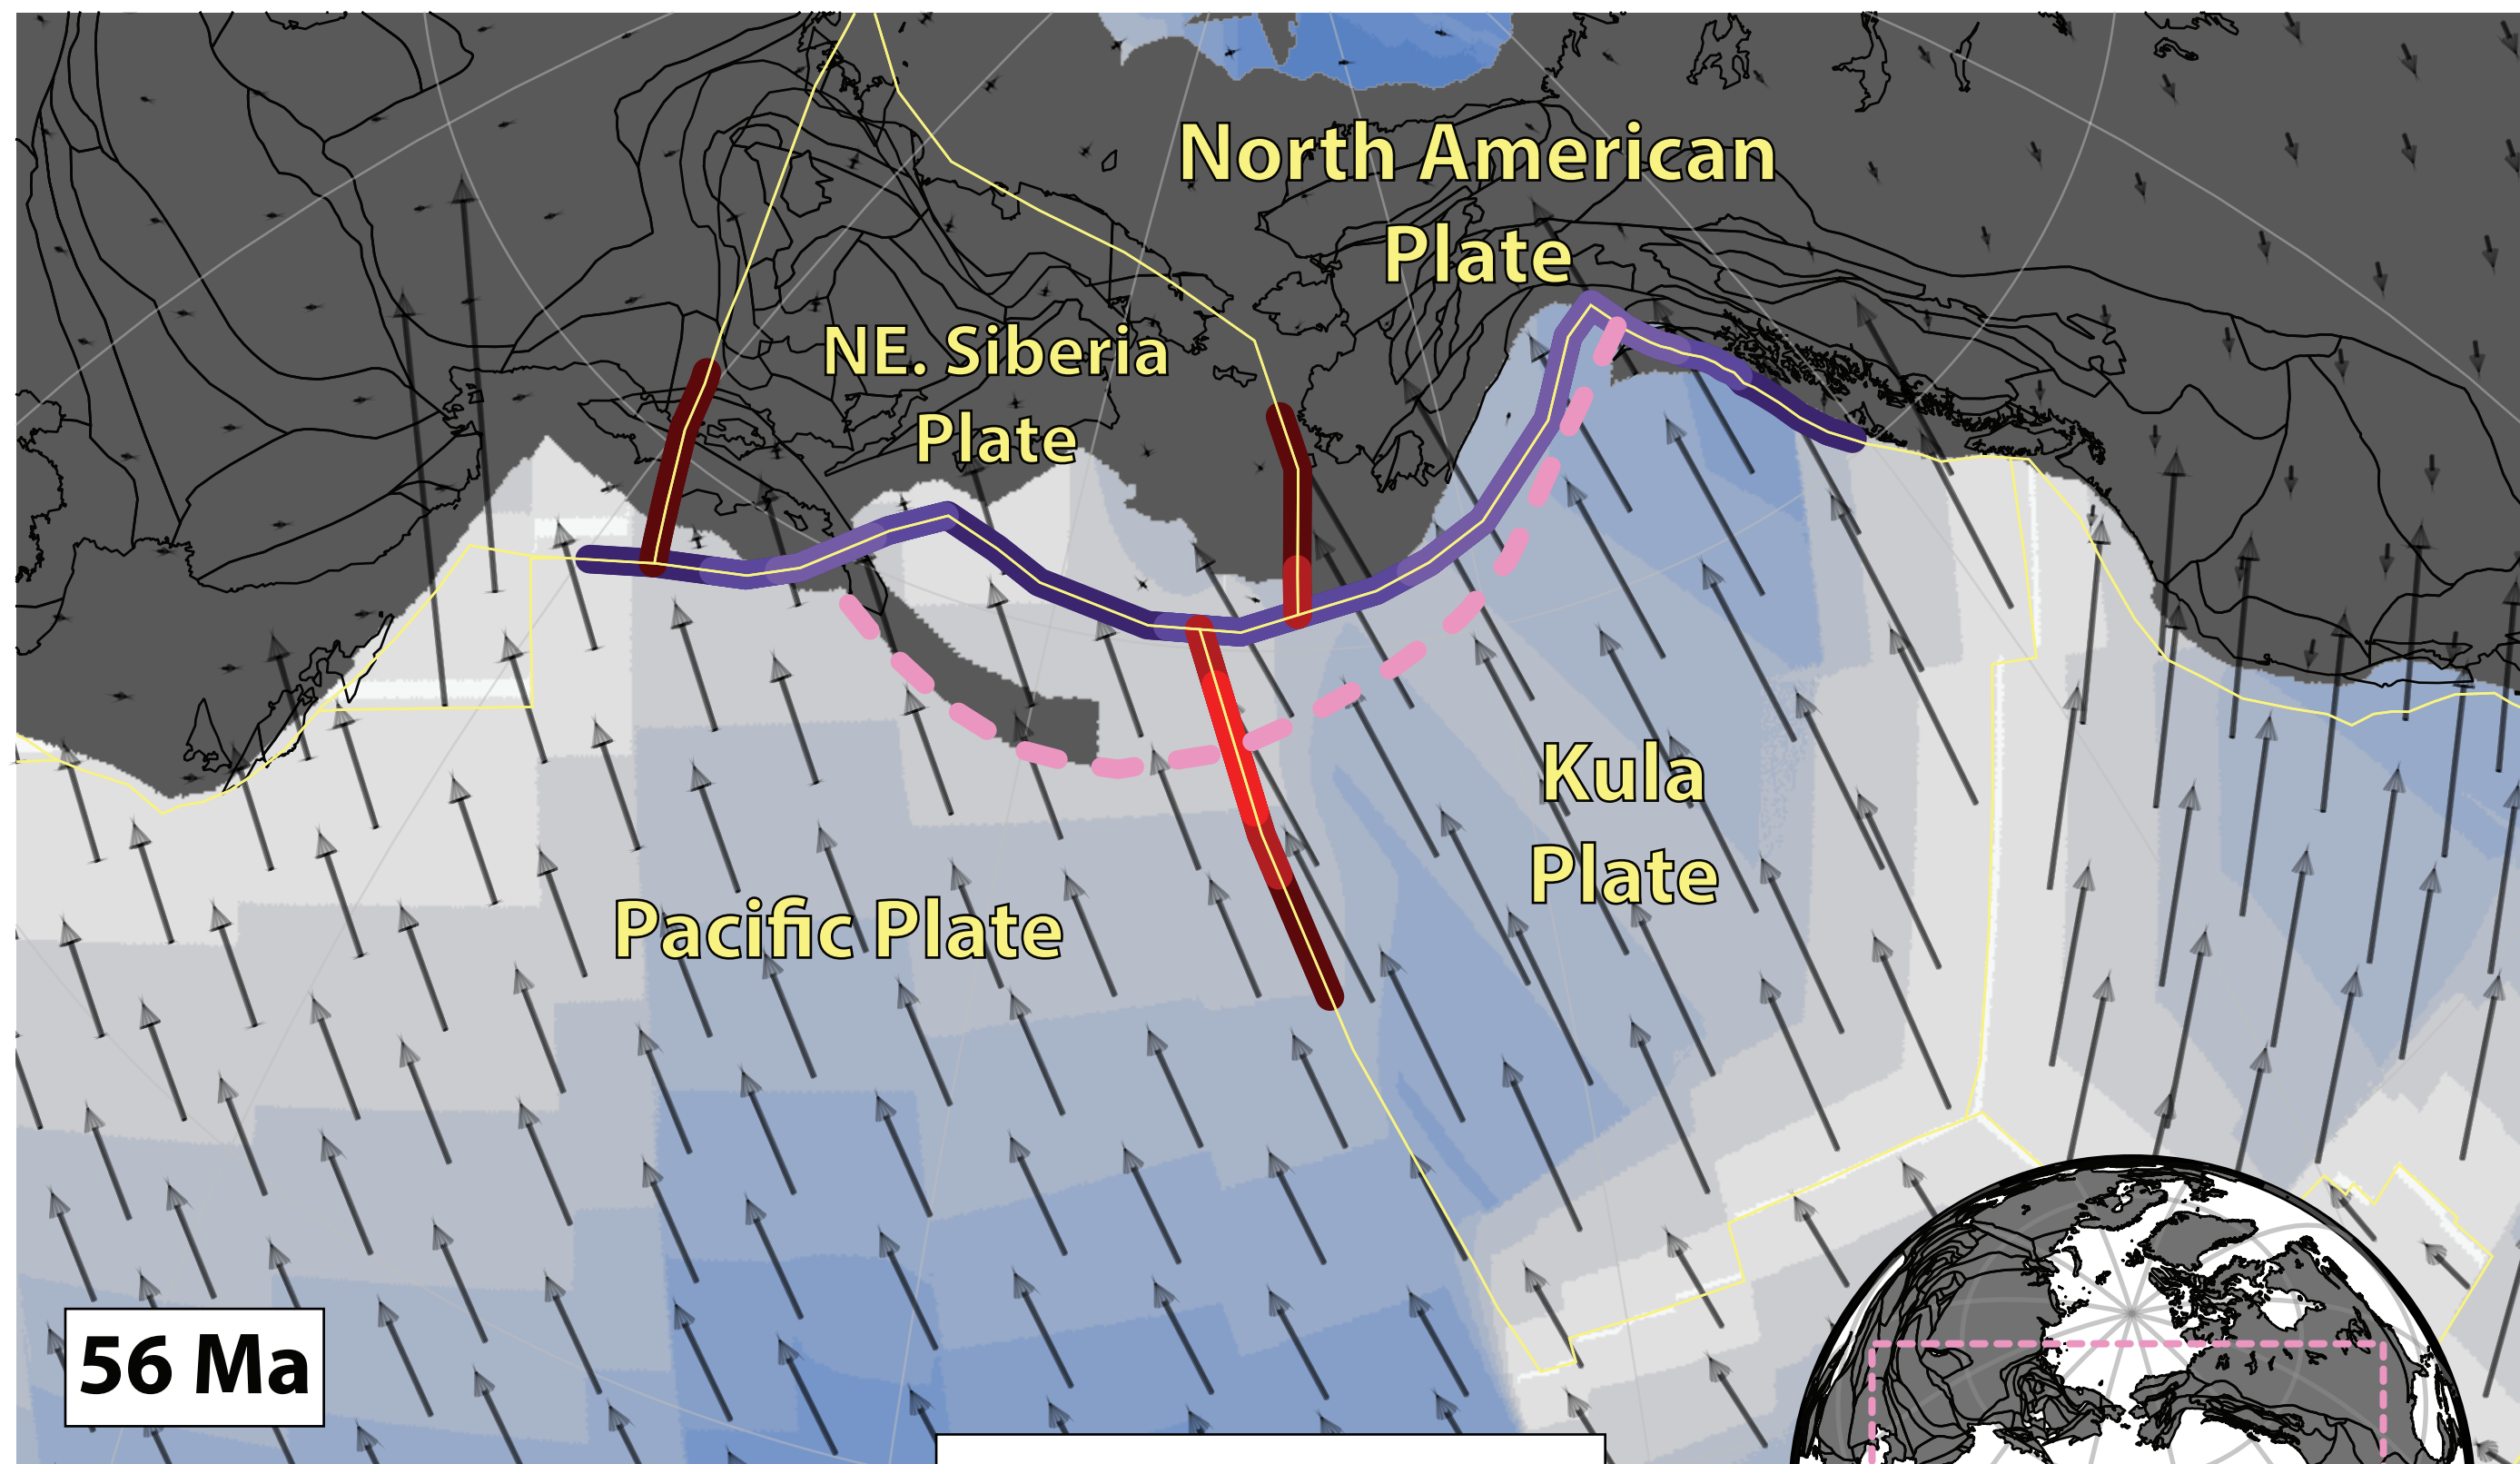 North American
Plate
NE. Siberia
Plate
Kula
Plate
Pacific Plate
56 Ma